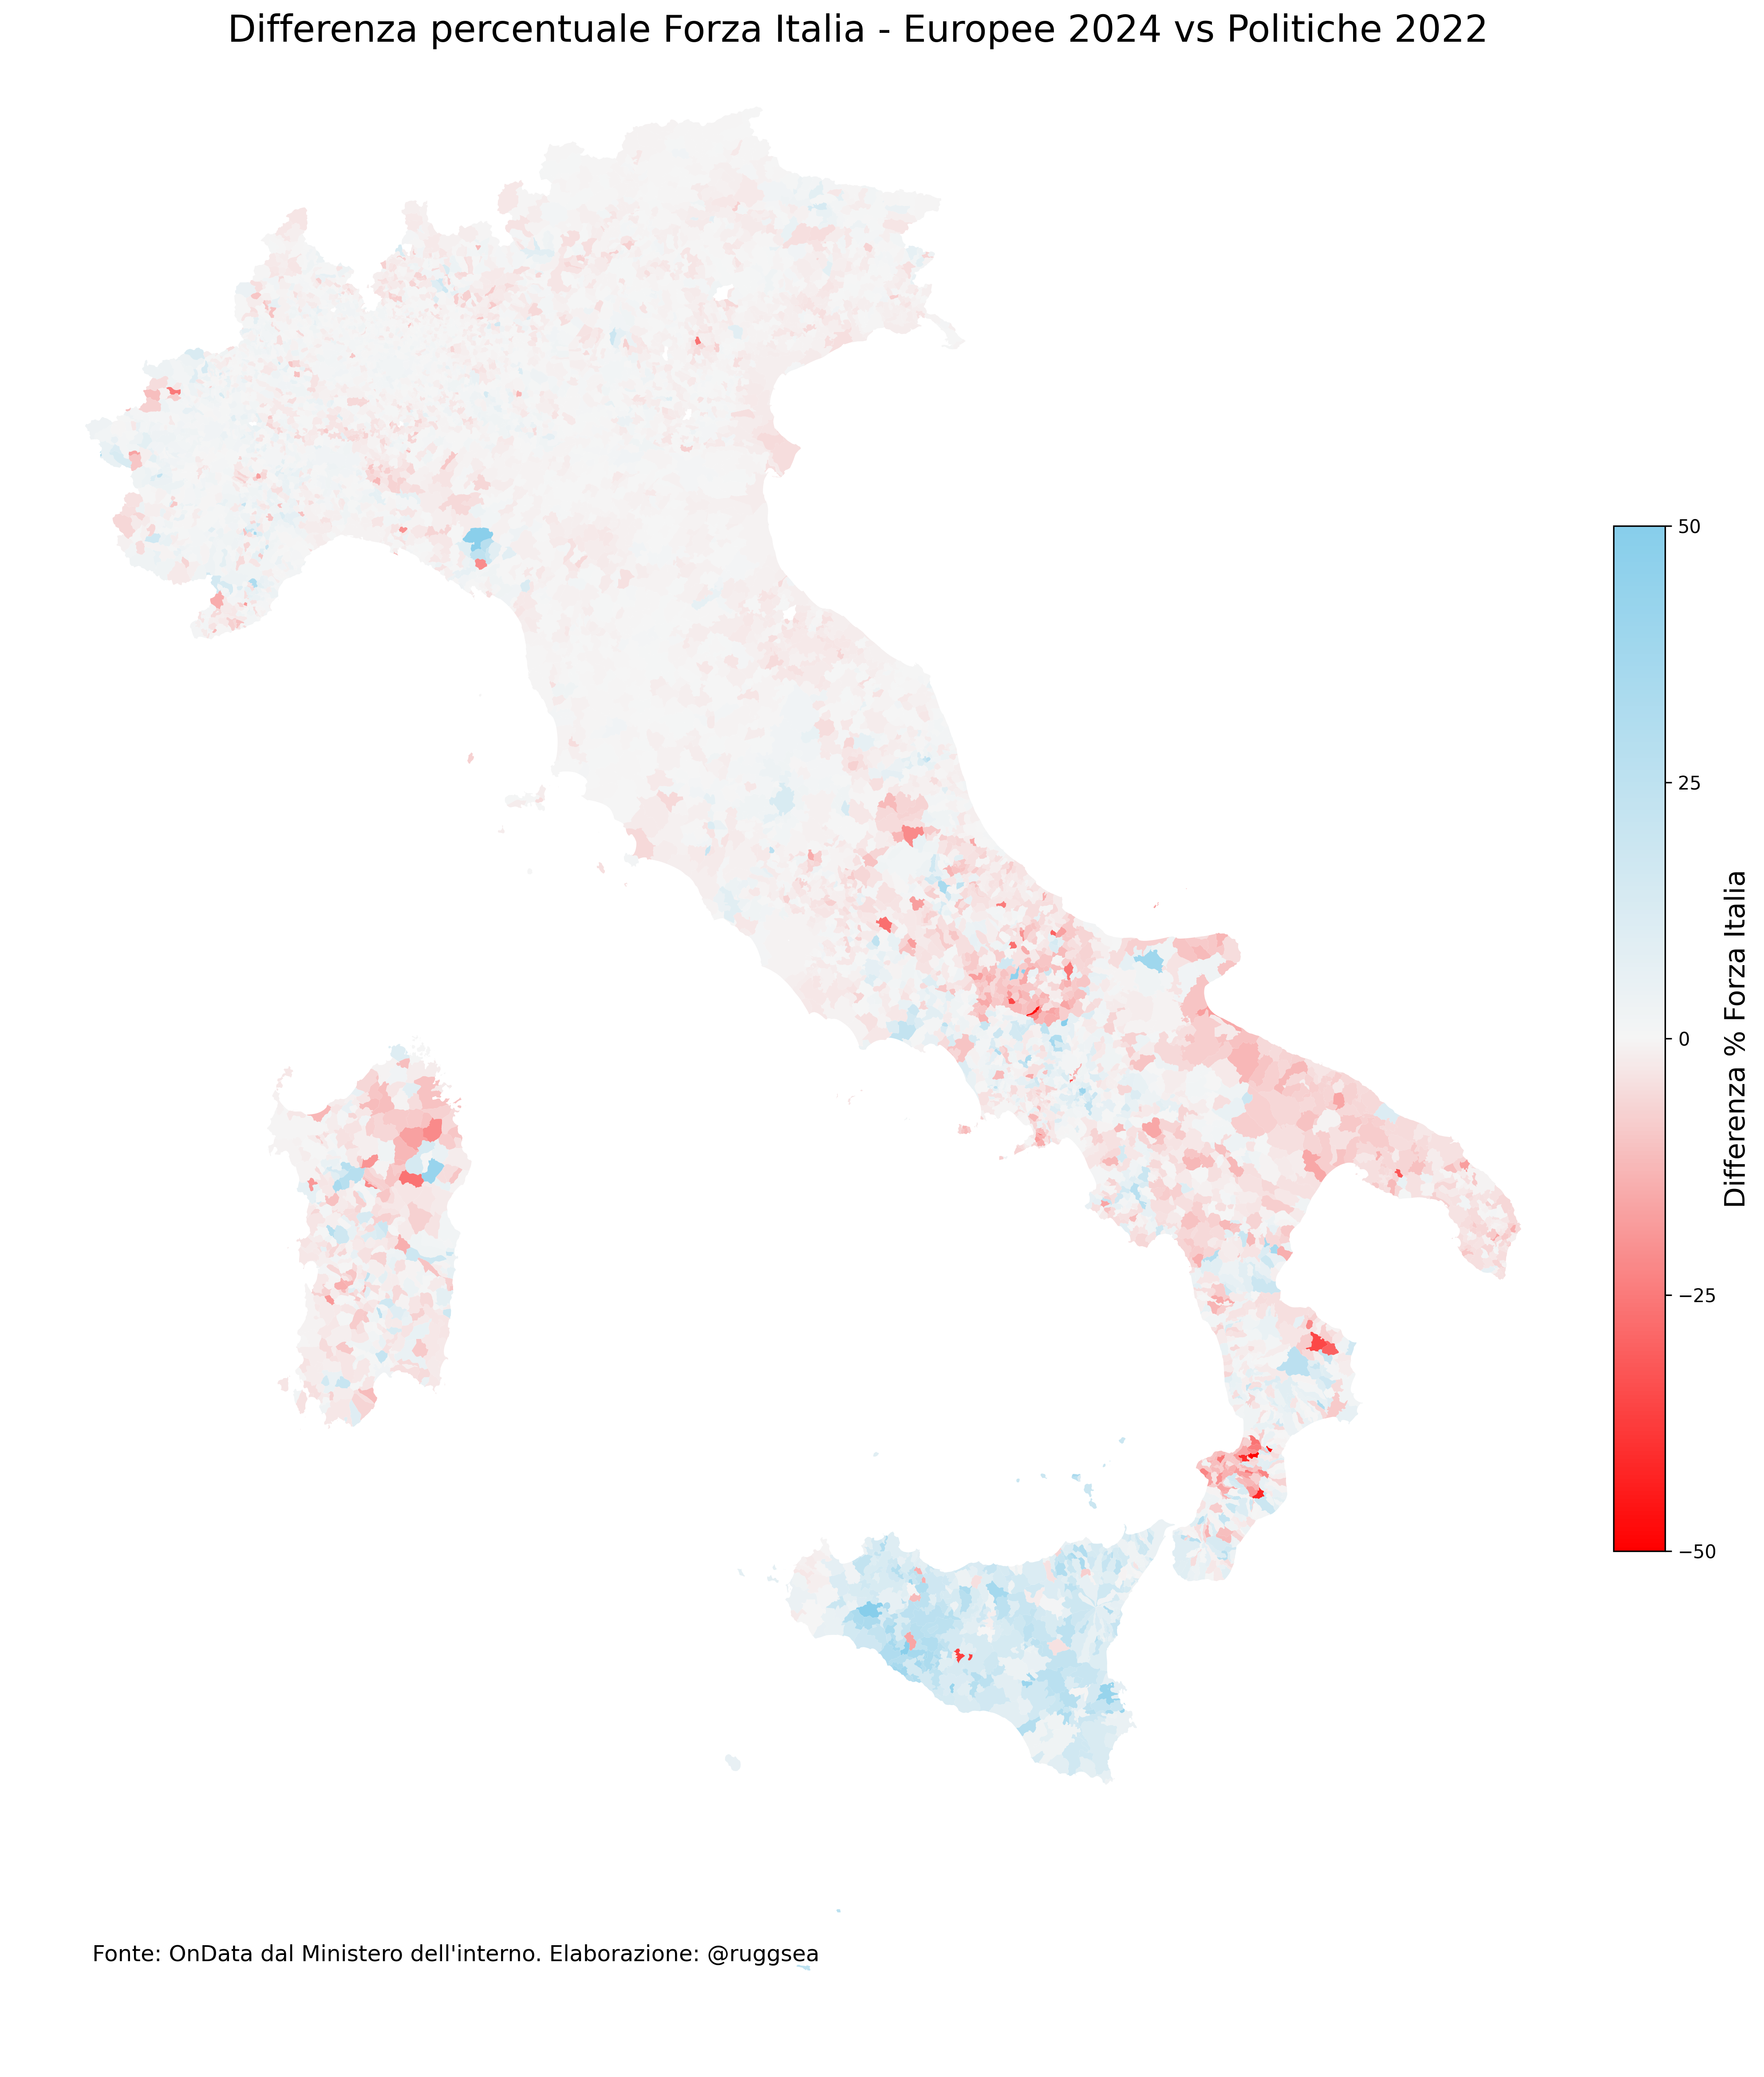 Differenza percentuale Forza Italia - Europee 2024 vs Politiche 2022
50
25
0
−25
−50
Differenza % Forza Italia
Fonte: OnData dal Ministero dell'interno. Elaborazione: @ruggsea